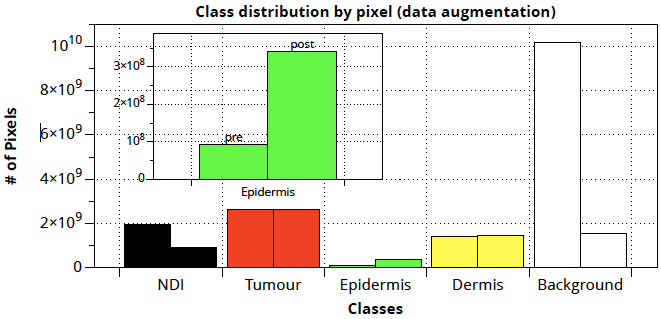 Class distribution by pixel (data augmentation)
# of Pixels
10¹⁰
8×10⁹
6×10⁹
4×10⁹
2×10⁹
0
3×10⁸
2×10⁸
10⁸
0
pre
post
Epidermis
NDI Tumour Epidermis Dermis Background
Classes